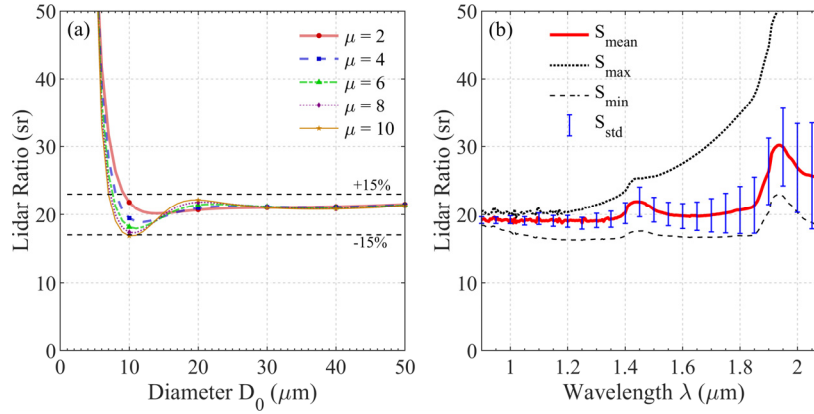 (a)
μ = 2
μ = 4
μ = 6
μ = 8
μ = 10
+15%
-15%
50
40
30
20
10
0
Lidar Ratio (sr)
0 10 20 30 40 50
Diameter D0 (μm)
(b)
Smean
Smax
Smin
Sstd
50
40
30
20
10
0
Lidar Ratio (sr)
1 1.2 1.4 1.6 1.8 2
Wavelength λ (μm)